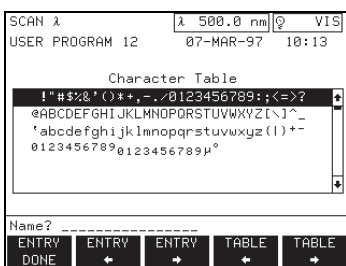 SCAN λ λ 500.0 nm VIS
USER PROGRAM 12 07-MAR-97 10:13
Character Table
!"#$%&'()*+,-./0123456789:;<=>?
@ABCDEFGHIJKLMNOPQRSTUVWXYZ[\]^_
'abcdefghijklmnopqrstuvwxyz{|}+-
0123456789₀₁₂₃₄₅₆₇₈₉µ°
Name? ________________
ENTRY DONE ENTRY ← ENTRY → TABLE ← TABLE →